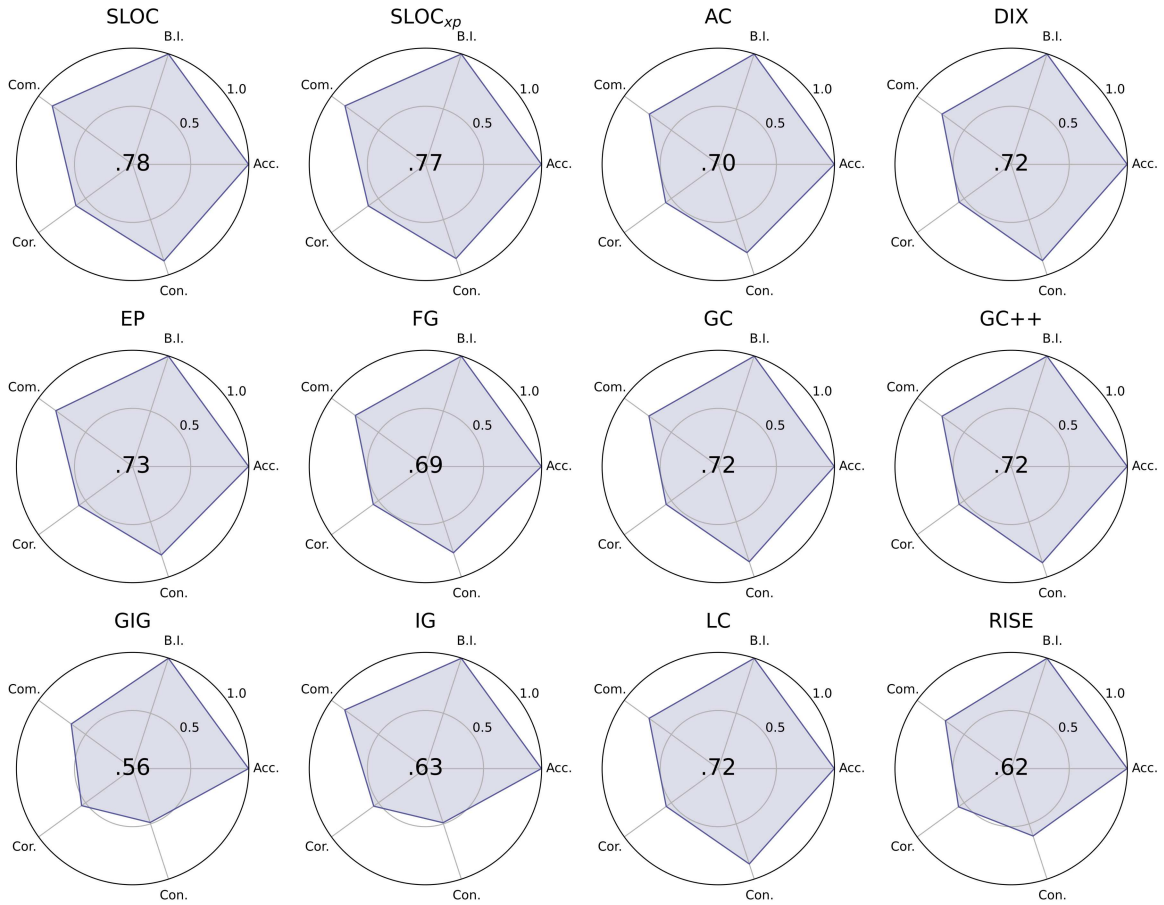 SLOC
B.I.
Com.
1.0
0.5
.78
Acc.
Cor.
Con.
SLOCxp
B.I.
Com.
1.0
0.5
.77
Acc.
Cor.
Con.
AC
B.I.
Com.
1.0
0.5
.70
Acc.
Cor.
Con.
DIX
B.I.
Com.
1.0
0.5
.72
Acc.
Cor.
Con.
EP
B.I.
Com.
1.0
0.5
.73
Acc.
Cor.
Con.
FG
B.I.
Com.
1.0
0.5
.69
Acc.
Cor.
Con.
GC
B.I.
Com.
1.0
0.5
.72
Acc.
Cor.
Con.
GC++
B.I.
Com.
1.0
0.5
.72
Acc.
Cor.
Con.
GIG
B.I.
Com.
1.0
0.5
.56
Acc.
Cor.
Con.
IG
B.I.
Com.
1.0
0.5
.63
Acc.
Cor.
Con.
LC
B.I.
Com.
1.0
0.5
.72
Acc.
Cor.
Con.
RISE
B.I.
Com.
1.0
0.5
.62
Acc.
Cor.
Con.